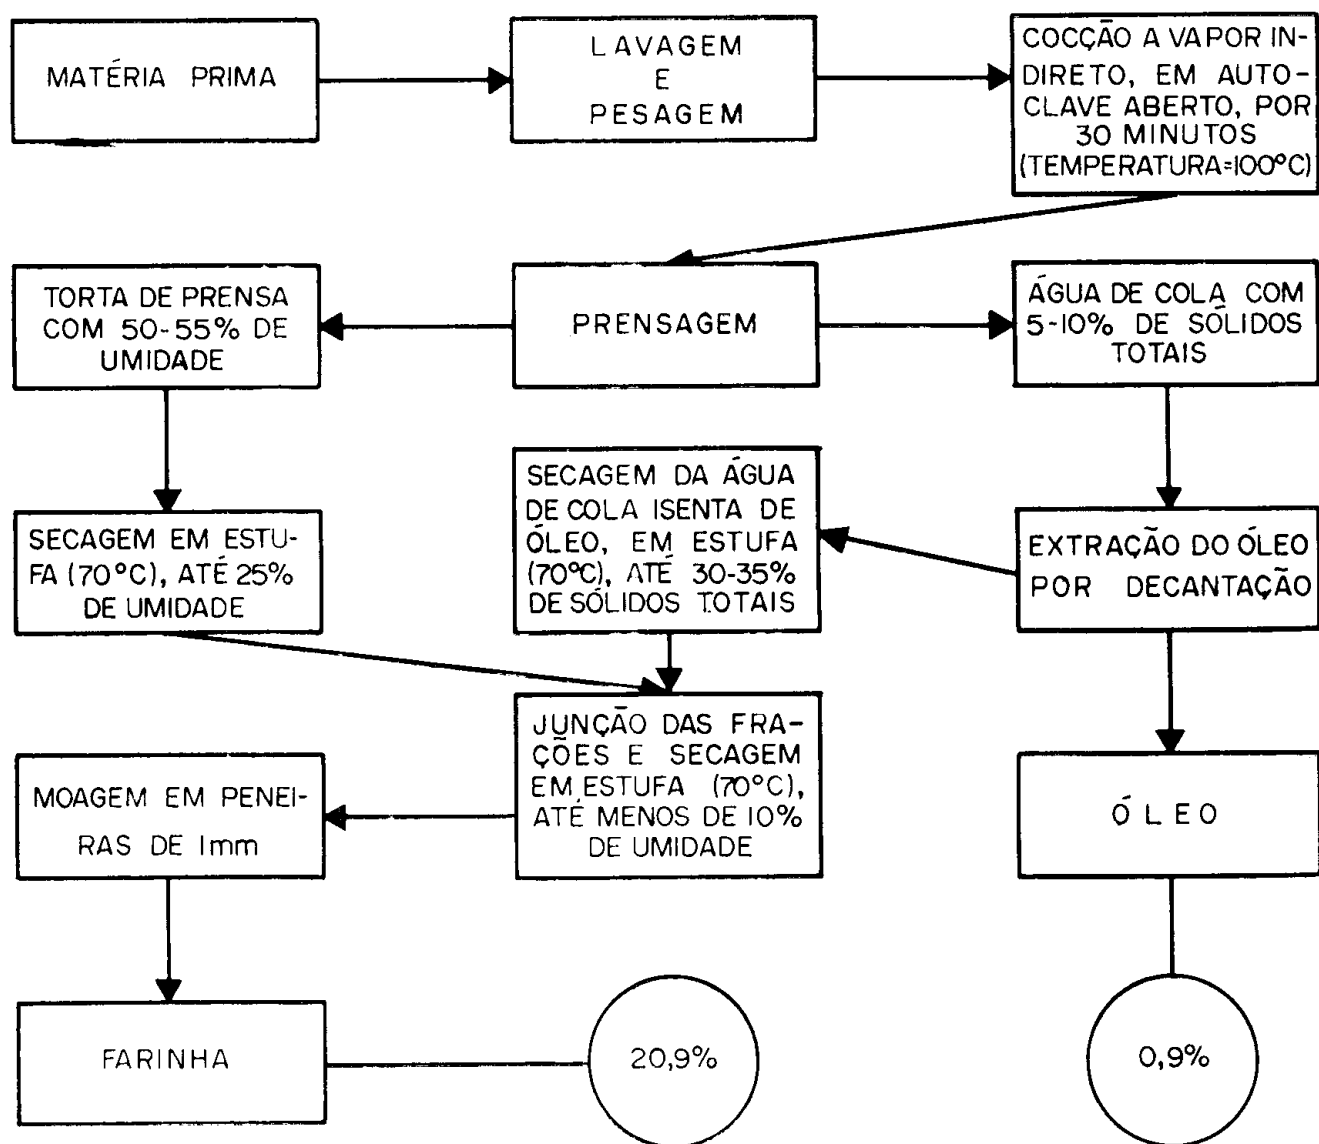 MATÉRIA PRIMA
LAVAGEM
E
PESAGEM
COCÇÃO A VAPOR IN-
DIRETO, EM AUTO-
CLAVE ABERTO, POR
30 MINUTOS
(TEMPERATURA=100°C)
TORTA DE PRENSA
COM 50-55% DE
UMIDADE
PRENSAGEM
ÁGUA DE COLA COM
5-10% DE SÓLIDOS
TOTAIS
SECAGEM EM ESTU-
FA (70°C), ATÉ 25%
DE UMIDADE
SECAGEM DA ÁGUA
DE COLA ISENTA DE
ÓLEO, EM ESTUFA
(70°C), ATÉ 30-35%
DE SÓLIDOS TOTAIS
EXTRAÇÃO DO ÓLEO
POR DECANTAÇÃO
MOAGEM EM PENEI-
RAS DE 1mm
JUNÇÃO DAS FRA-
ÇÕES E SECAGEM
EM ESTUFA (70°C),
ATÉ MENOS DE 10%
DE UMIDADE
ÓLEO
FARINHA
20,9%
0,9%